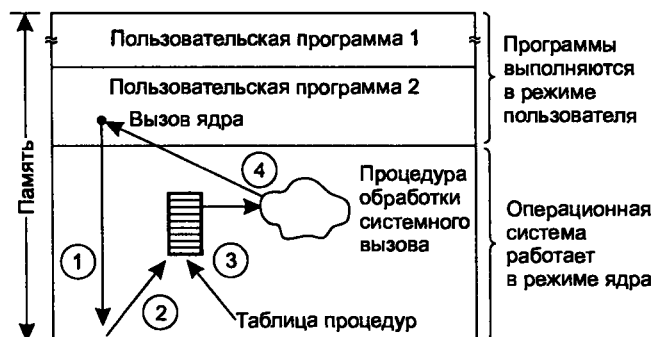 Пользовательская программа 1
Пользовательская программа 2
Вызов ядра
Программы
выполняются
в режиме
пользователя
Память
4
Процедура
обработки
системного
вызова
Операционная
система
работает
в режиме ядра
1
3
2
Таблица процедур